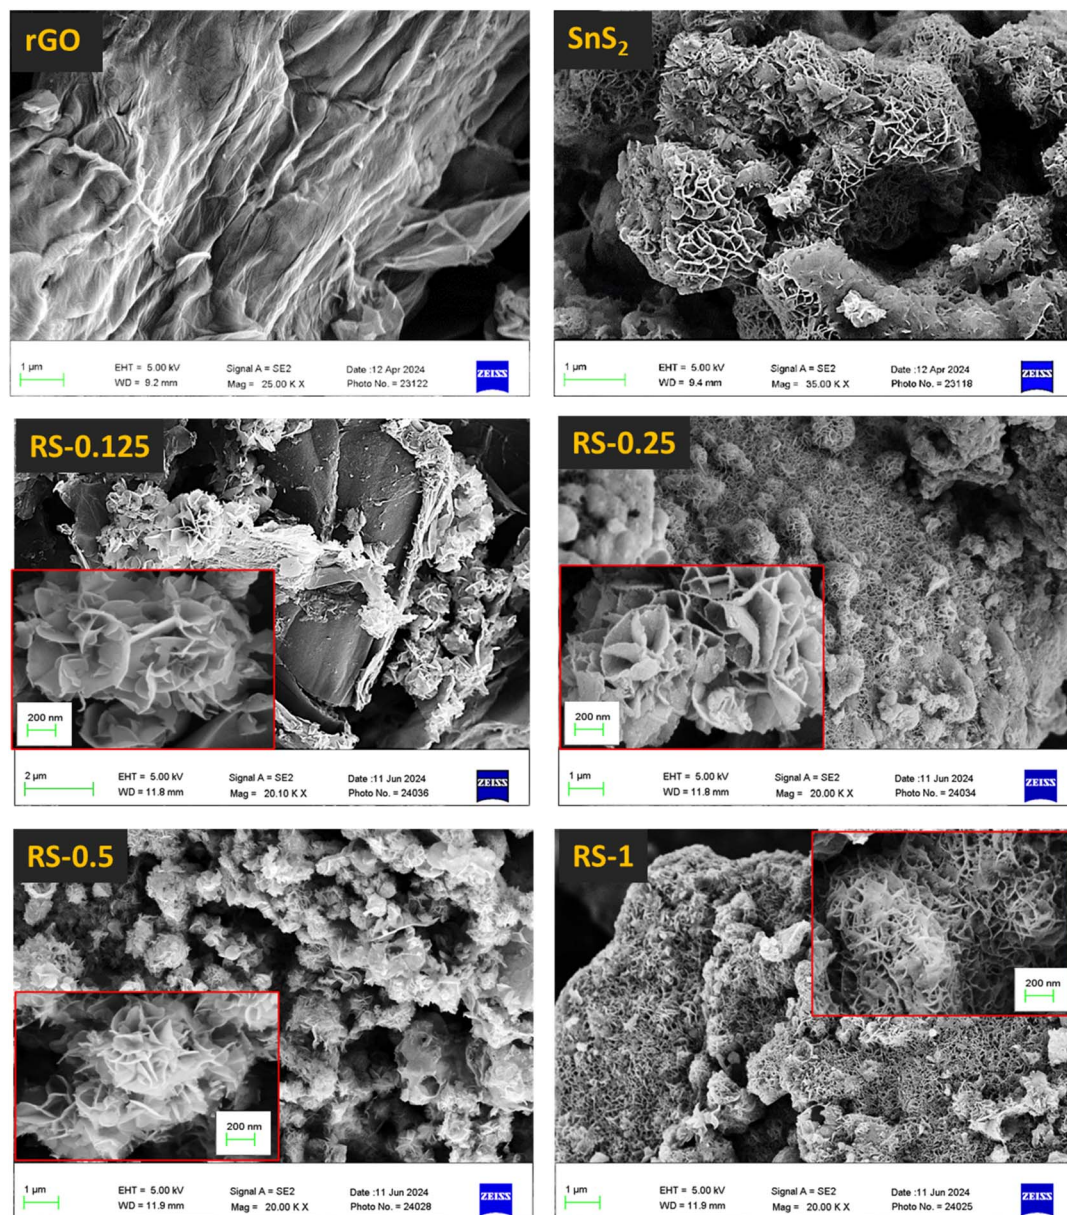 rGO
1 µm
EHT = 5.00 kV
WD = 9.2 mm
Signal A = SE2
Mag = 25.00 K X
Date :12 Apr 2024
Photo No. = 23122
ZEISS
SnS₂
1 µm
EHT = 5.00 kV
WD = 9.4 mm
Signal A = SE2
Mag = 35.00 K X
Date :12 Apr 2024
Photo No. = 23118
ZEISS
RS-0.125
200 nm
2 µm
EHT = 5.00 kV
WD = 11.8 mm
Signal A = SE2
Mag = 20.10 K X
Date :11 Jun 2024
Photo No. = 24036
ZEISS
RS-0.25
200 nm
1 µm
EHT = 5.00 kV
WD = 11.8 mm
Signal A = SE2
Mag = 20.00 K X
Date :11 Jun 2024
Photo No. = 24034
ZEISS
RS-0.5
200 nm
1 µm
EHT = 5.00 kV
WD = 11.9 mm
Signal A = SE2
Mag = 20.00 K X
Date :11 Jun 2024
Photo No. = 24028
ZEISS
RS-1
200 nm
1 µm
EHT = 5.00 kV
WD = 11.9 mm
Signal A = SE2
Mag = 20.00 K X
Date :11 Jun 2024
Photo No. = 24025
ZEISS